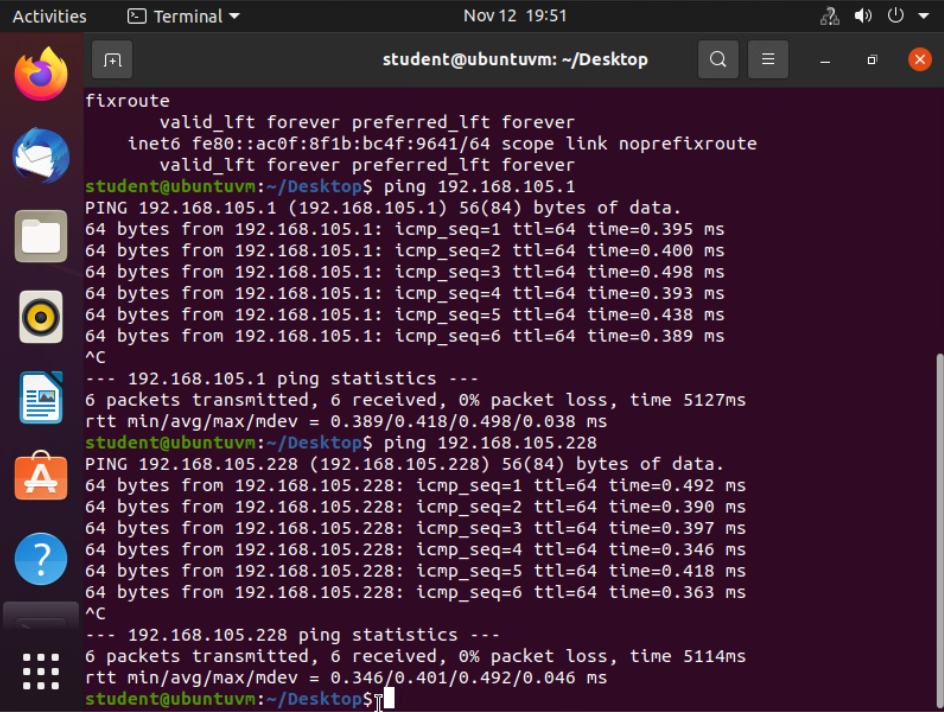 Activities
Terminal
Nov 12 19:51
student@ubuntuvm: ~/Desktop
fixroute
valid_lft forever preferred_lft forever
inet6 fe80::ac0f:8f1b:bc4f:9641/64 scope link noprefixroute
valid_lft forever preferred_lft forever
student@ubuntuvm:~/Desktop$ ping 192.168.105.1
PING 192.168.105.1 (192.168.105.1) 56(84) bytes of data.
64 bytes from 192.168.105.1: icmp_seq=1 ttl=64 time=0.395 ms
64 bytes from 192.168.105.1: icmp_seq=2 ttl=64 time=0.400 ms
64 bytes from 192.168.105.1: icmp_seq=3 ttl=64 time=0.498 ms
64 bytes from 192.168.105.1: icmp_seq=4 ttl=64 time=0.393 ms
64 bytes from 192.168.105.1: icmp_seq=5 ttl=64 time=0.438 ms
64 bytes from 192.168.105.1: icmp_seq=6 ttl=64 time=0.389 ms
^C
--- 192.168.105.1 ping statistics ---
6 packets transmitted, 6 received, 0% packet loss, time 5127ms
rtt min/avg/max/mdev = 0.389/0.418/0.498/0.038 ms
student@ubuntuvm:~/Desktop$ ping 192.168.105.228
PING 192.168.105.228 (192.168.105.228) 56(84) bytes of data.
64 bytes from 192.168.105.228: icmp_seq=1 ttl=64 time=0.492 ms
64 bytes from 192.168.105.228: icmp_seq=2 ttl=64 time=0.390 ms
64 bytes from 192.168.105.228: icmp_seq=3 ttl=64 time=0.397 ms
64 bytes from 192.168.105.228: icmp_seq=4 ttl=64 time=0.346 ms
64 bytes from 192.168.105.228: icmp_seq=5 ttl=64 time=0.418 ms
64 bytes from 192.168.105.228: icmp_seq=6 ttl=64 time=0.363 ms
^C
--- 192.168.105.228 ping statistics ---
6 packets transmitted, 6 received, 0% packet loss, time 5114ms
rtt min/avg/max/mdev = 0.346/0.401/0.492/0.046 ms
student@ubuntuvm:~/Desktop$